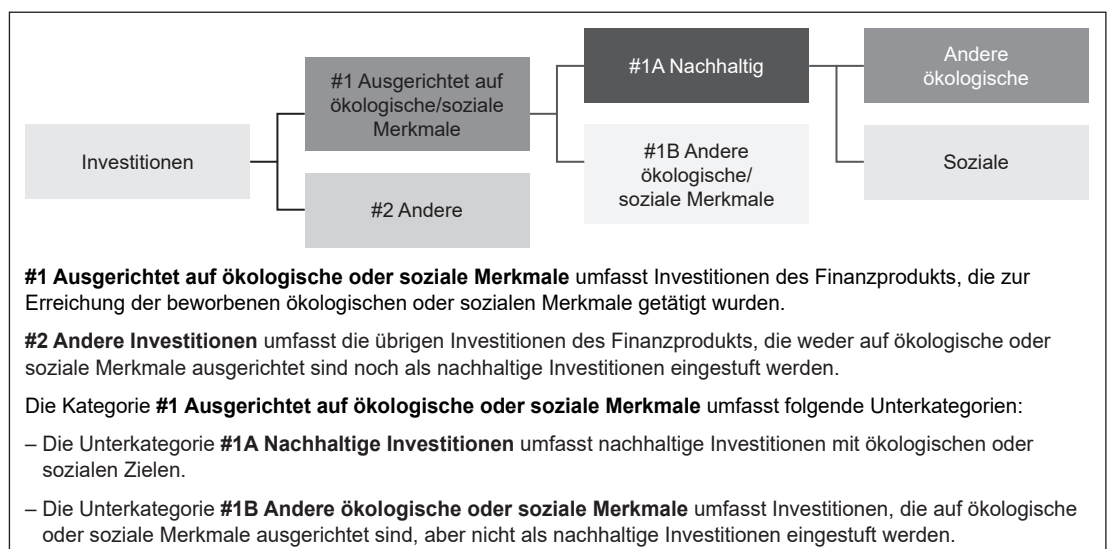 Investitionen
#1 Ausgerichtet auf
ökologische/soziale
Merkmale
#2 Andere
#1A Nachhaltig
#1B Andere
ökologische/
soziale Merkmale
Andere
ökologische
Soziale
#1 Ausgerichtet auf ökologische oder soziale Merkmale umfasst Investitionen des Finanzprodukts, die zur
Erreichung der beworbenen ökologischen oder sozialen Merkmale getätigt wurden.
#2 Andere Investitionen umfasst die übrigen Investitionen des Finanzprodukts, die weder auf ökologische oder
soziale Merkmale ausgerichtet sind noch als nachhaltige Investitionen eingestuft werden.
Die Kategorie #1 Ausgerichtet auf ökologische oder soziale Merkmale umfasst folgende Unterkategorien:
– Die Unterkategorie #1A Nachhaltige Investitionen umfasst nachhaltige Investitionen mit ökologischen oder
sozialen Zielen.
– Die Unterkategorie #1B Andere ökologische oder soziale Merkmale umfasst Investitionen, die auf ökologische
oder soziale Merkmale ausgerichtet sind, aber nicht als nachhaltige Investitionen eingestuft werden.